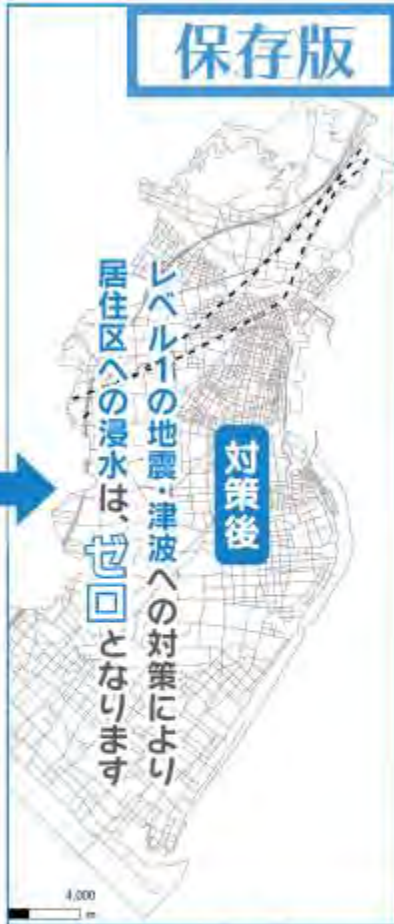 保存版
対策後
レベル1の地震・津波への対策により
居住区への浸水は、ゼロとなります
4,000
m